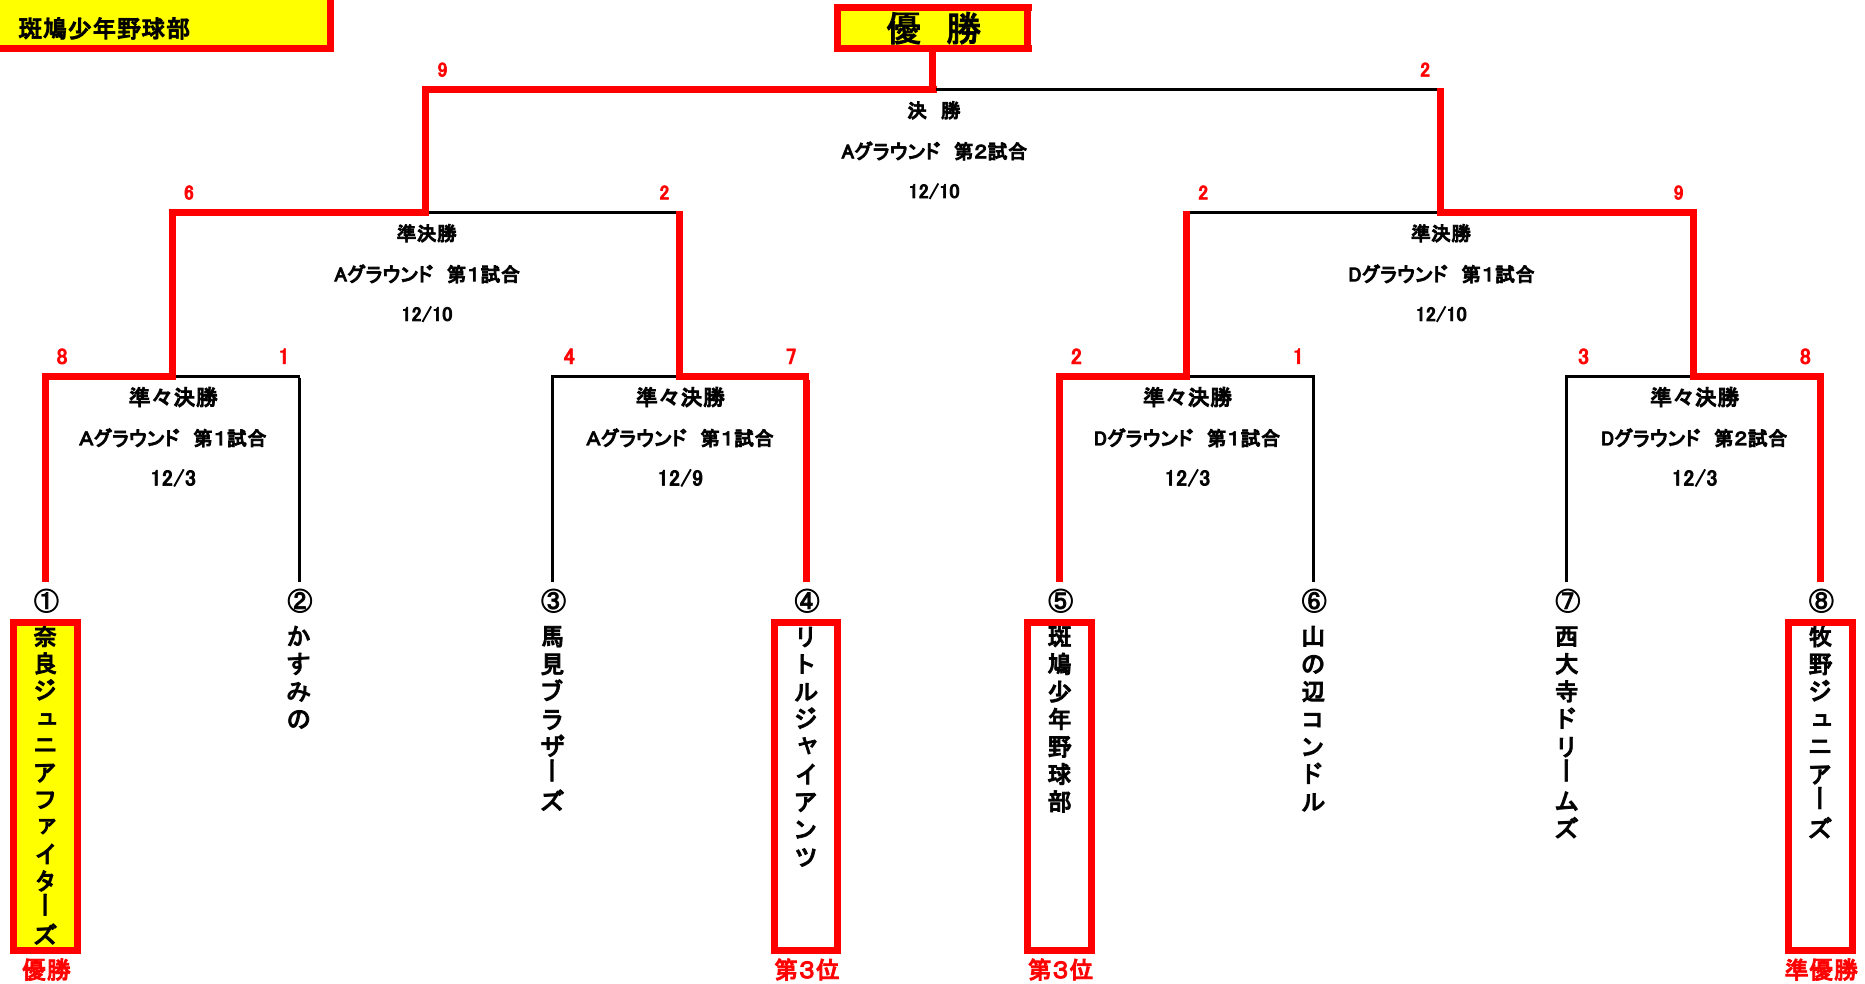 斑鳩少年野球部
優　勝
9
2
決　勝
Aグラウンド　第2試合
12/10
6
2
2
9
準決勝
Aグラウンド　第1試合
12/10
準決勝
Dグラウンド　第1試合
12/10
8
1
4
7
2
1
3
8
準々決勝
Aグラウンド　第1試合
12/3
準々決勝
Aグラウンド　第1試合
12/9
準々決勝
Dグラウンド　第1試合
12/3
準々決勝
Dグラウンド　第2試合
12/3
①
奈良ジュニアファイターズ
優勝
②
かすみの
③
馬見ブラザーズ
④
リトルジャイアンツ
第3位
⑤
斑鳩少年野球部
第3位
⑥
山の辺コンドル
⑦
西大寺ドリームズ
⑧
牧野ジュニアーズ
準優勝